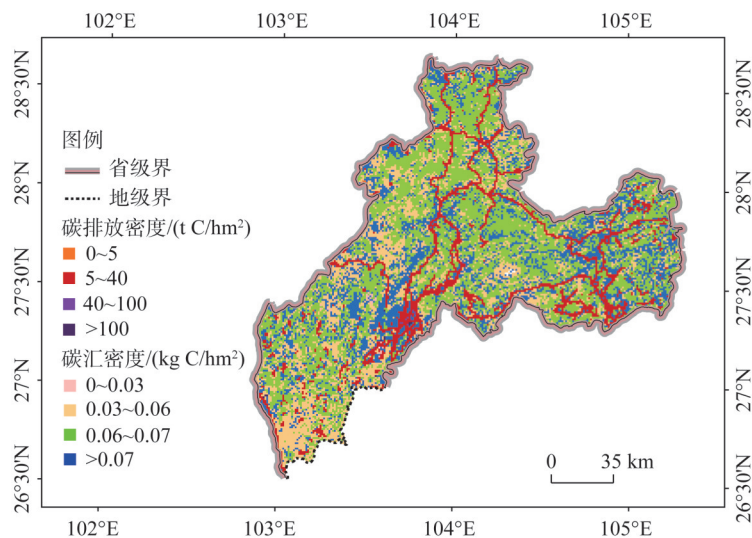 102°E 103°E 104°E 105°E
28°30′N
28°N
27°30′N
27°N
26°30′N
28°30′N
28°N
27°30′N
27°N
26°30′N
图例
省级界
地级界
碳排放密度/(t C/hm²)
0~5
5~40
40~100
>100
碳汇密度/(kg C/hm²)
0~0.03
0.03~0.06
0.06~0.07
>0.07
0 35 km
102°E 103°E 104°E 105°E